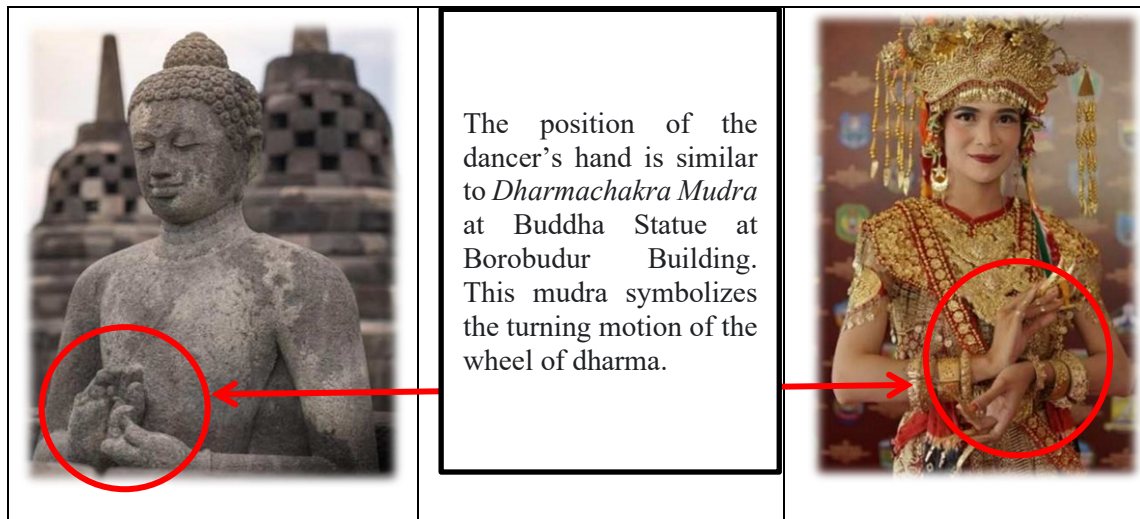 The position of the
dancer’s hand is similar
to Dharmachakra Mudra
at Buddha Statue at
Borobudur Building.
This mudra symbolizes
the turning motion of the
wheel of dharma.